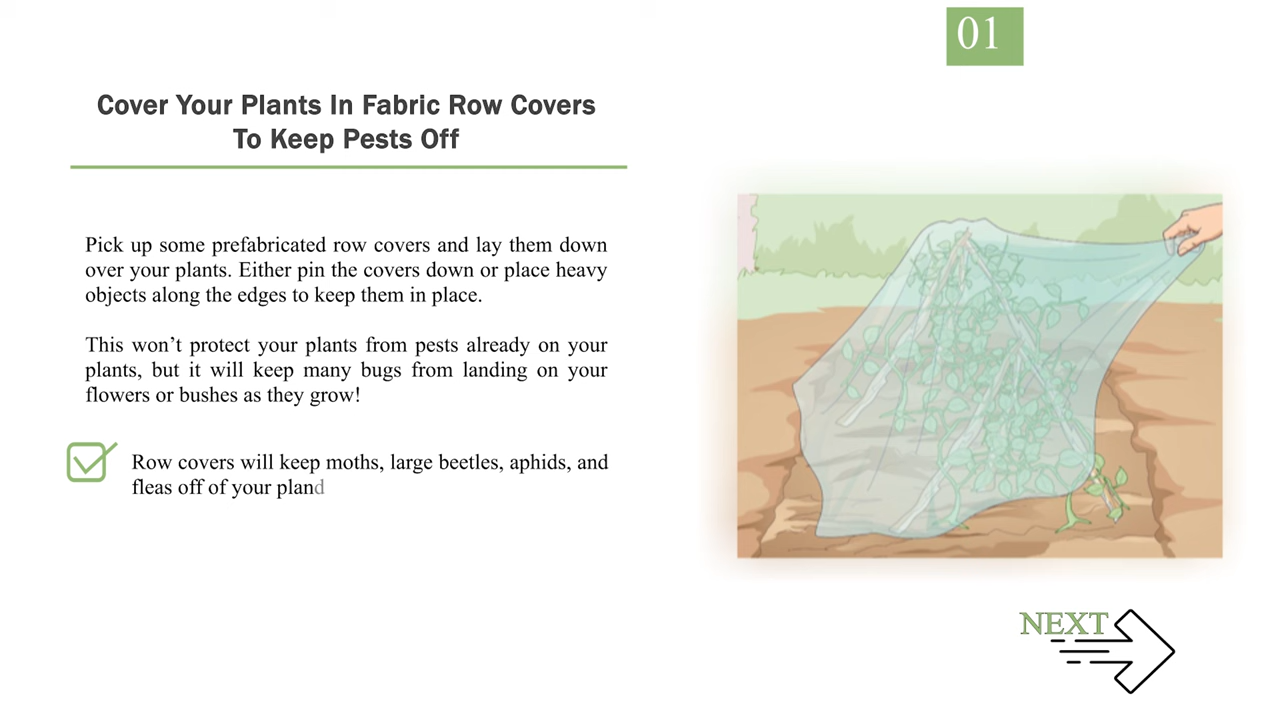 01
Cover Your Plants In Fabric Row Covers
To Keep Pests Off
Pick up some prefabricated row covers and lay them down
over your plants. Either pin the covers down or place heavy
objects along the edges to keep them in place.
This won’t protect your plants from pests already on your
plants, but it will keep many bugs from landing on your
flowers or bushes as they grow!
Row covers will keep moths, large beetles, aphids, and
fleas off of your pland
NEXT